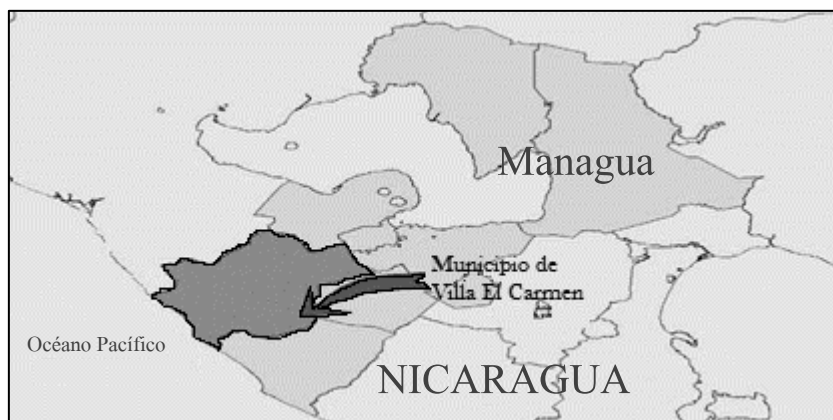 Managua
Municipio de
Villa El Carmen
Océano Pacífico
NICARAGUA